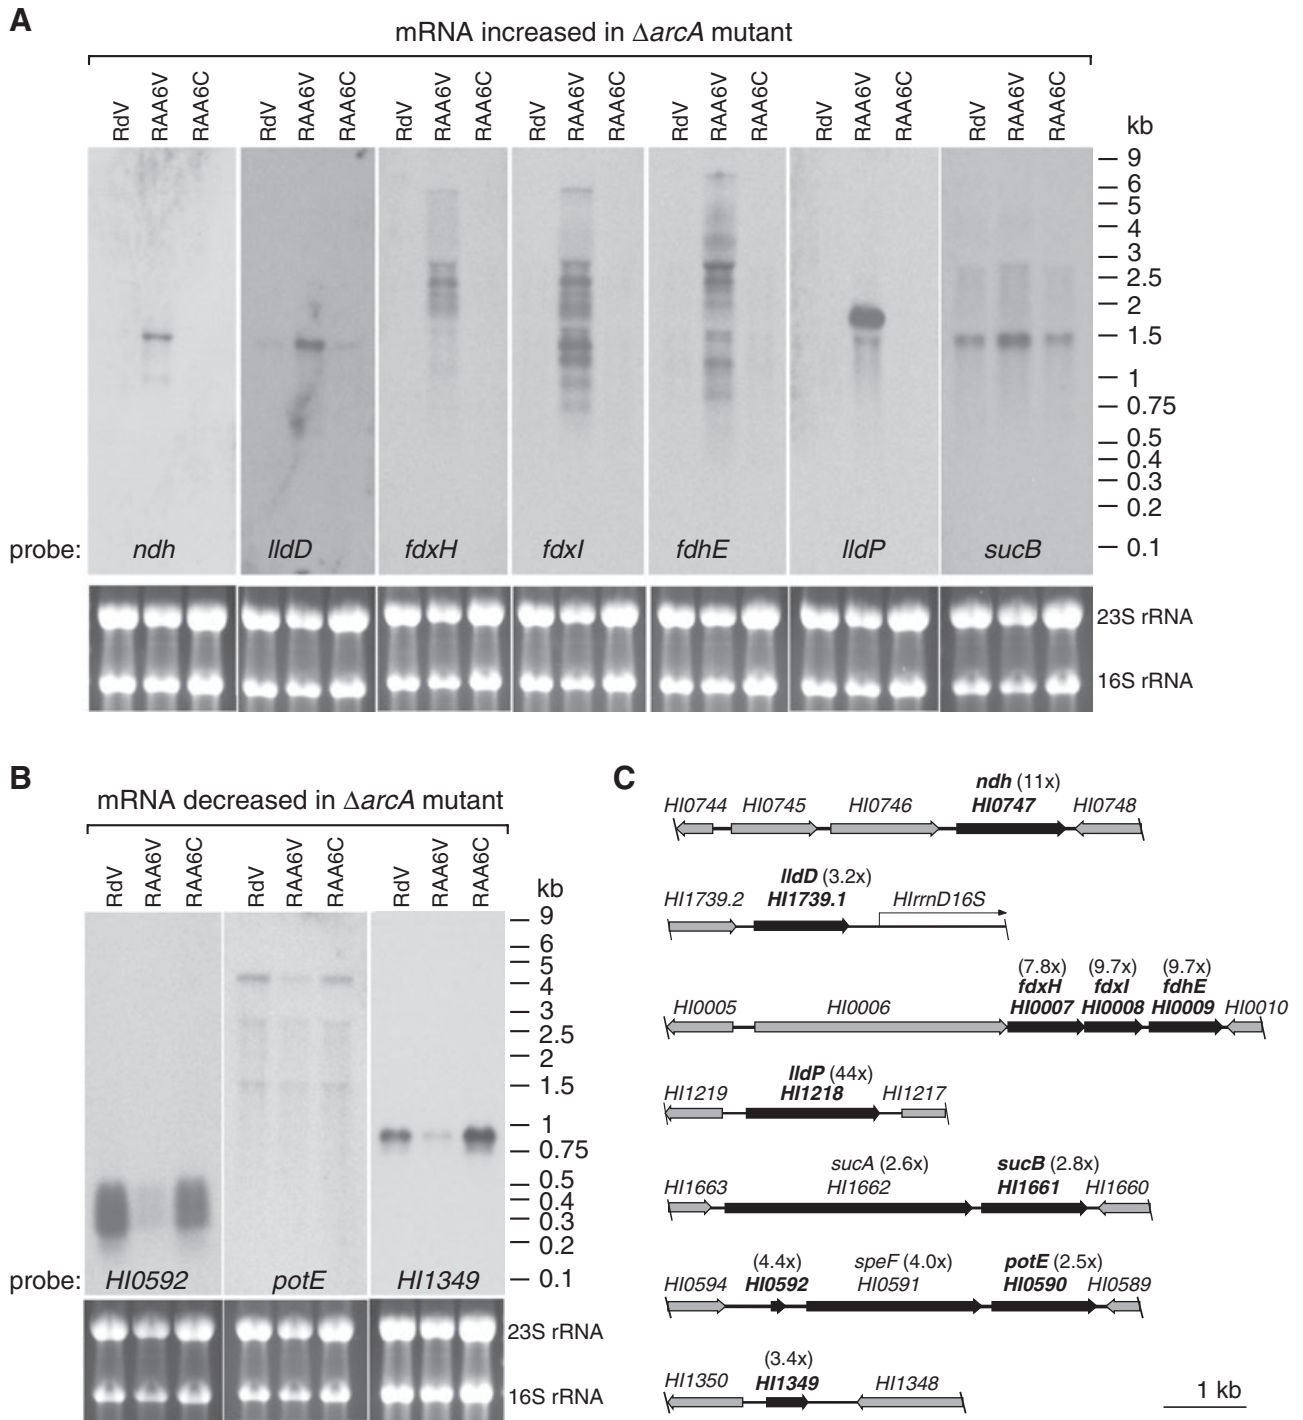 A
mRNA increased in ΔarcA mutant
RdV RAA6V RAA6C RdV RAA6V RAA6C RdV RAA6V RAA6C RdV RAA6V RAA6C RdV RAA6V RAA6C RdV RAA6V RAA6C RdV RAA6V RAA6C
kb
9
6
5
4
3
2.5
2
1.5
1
0.75
0.5
0.4
0.3
0.2
0.1
probe: ndh lldD fdxH fdxI fdhE lldP sucB
23S rRNA
16S rRNA
B
mRNA decreased in ΔarcA mutant
RdV RAA6V RAA6C RdV RAA6V RAA6C RdV RAA6V RAA6C
kb
9
6
5
4
3
2.5
2
1.5
1
0.75
0.5
0.4
0.3
0.2
0.1
probe: HI0592 potE HI1349
23S rRNA
16S rRNA
C
ndh (11x)
HI0744 HI0745 HI0746 HI0747 HI0748
lldD (3.2x)
HI1739.2 HI1739.1 HIrrnD16S
(7.8x) (9.7x) (9.7x)
fdxH fdxI fdhE
HI0005 HI0006 HI0007 HI0008 HI0009 HI0010
lldP (44x)
HI1219 HI1218 HI1217
sucA (2.6x) sucB (2.8x)
HI1663 HI1662 HI1661 HI1660
(4.4x) speF (4.0x) potE (2.5x)
HI0594 HI0592 HI0591 HI0590 HI0589
(3.4x)
HI1350 HI1349 HI1348
1 kb